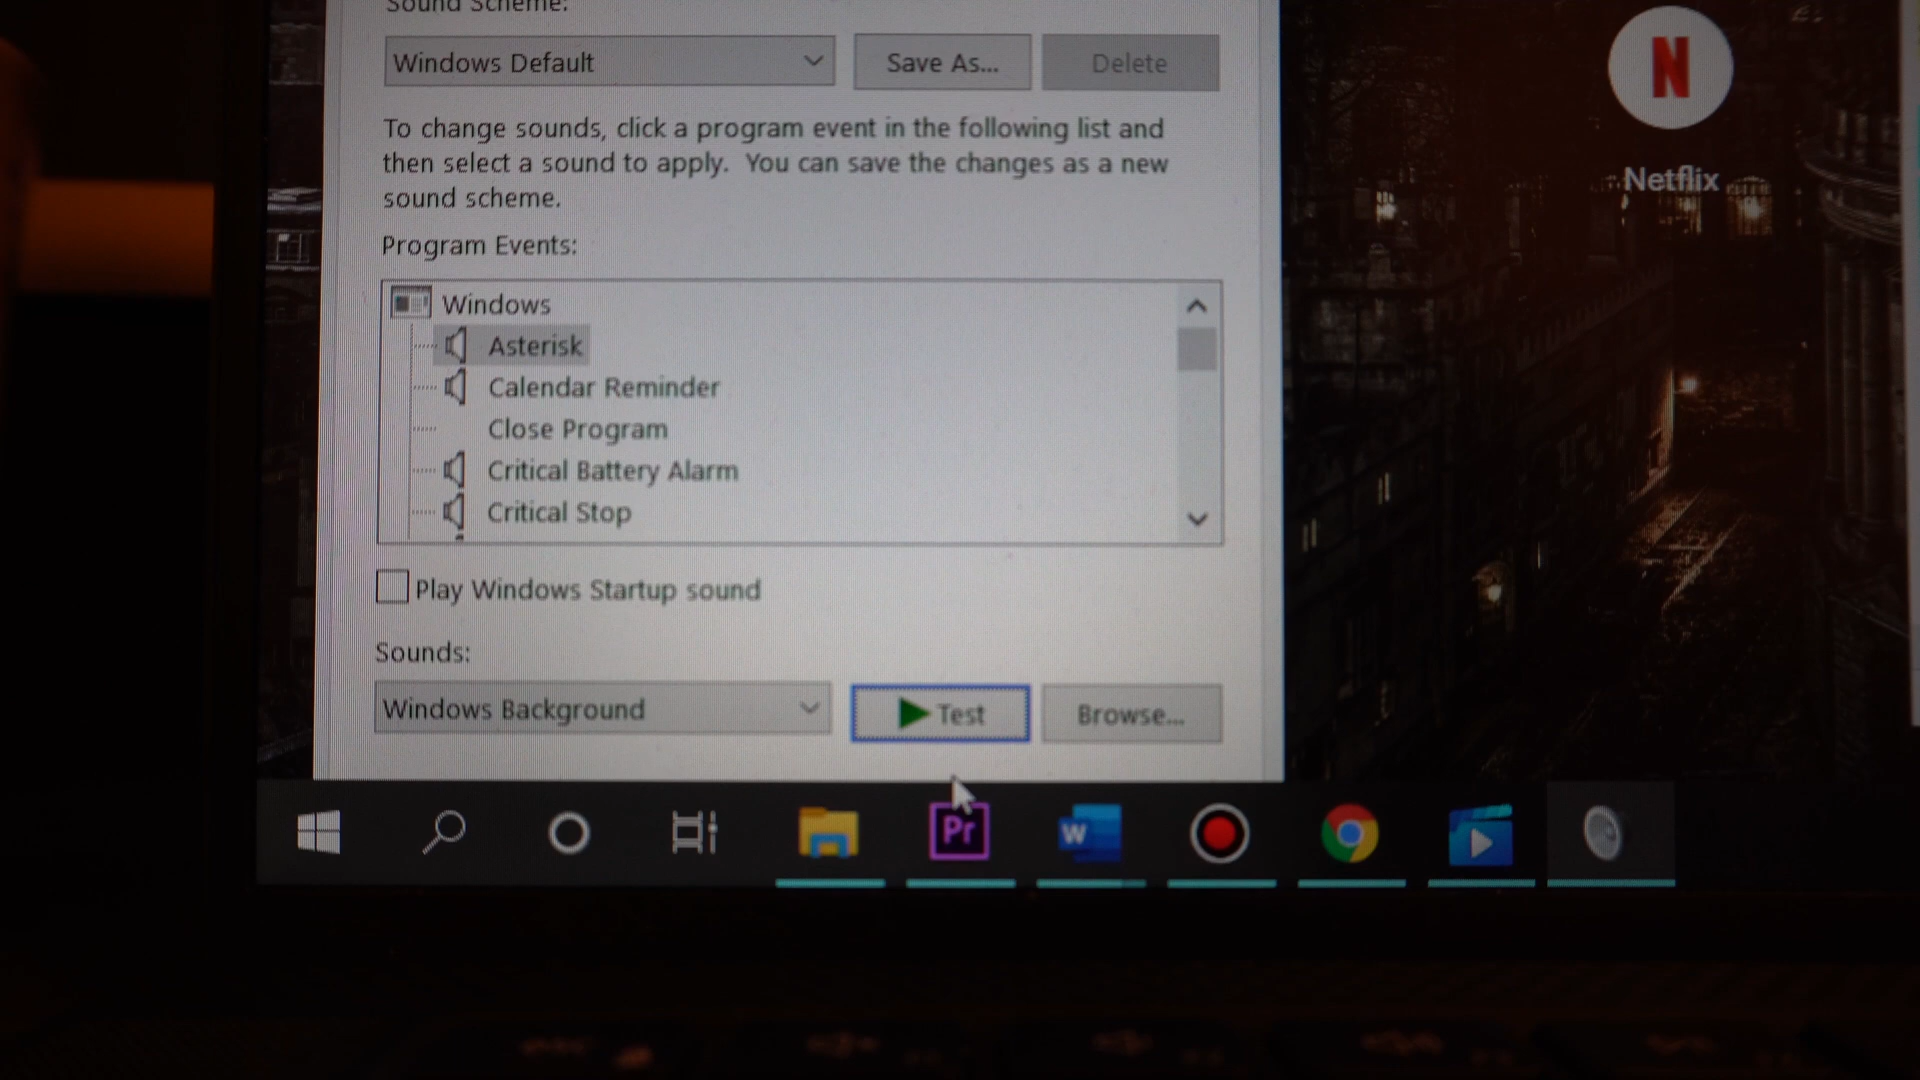 Sound Scheme:
Windows Default
Save As...
Delete
To change sounds, click a program event in the following list and
then select a sound to apply. You can save the changes as a new
sound scheme.
Program Events:
Windows
Asterisk
Calendar Reminder
Close Program
Critical Battery Alarm
Critical Stop
Play Windows Startup sound
Sounds:
Windows Background
Test
Browse...
N
Netflix
Pr
W